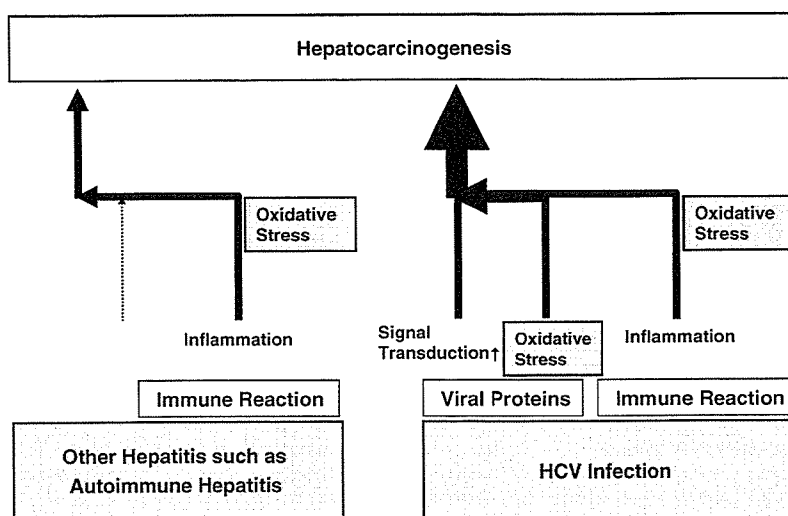 Hepatocarcinogenesis
Oxidative
Stress
Inflammation
Immune Reaction
Other Hepatitis such as
Autoimmune Hepatitis
Oxidative
Stress
Signal
Transduction↑
Oxidative
Stress
Inflammation
Viral Proteins
Immune Reaction
HCV Infection